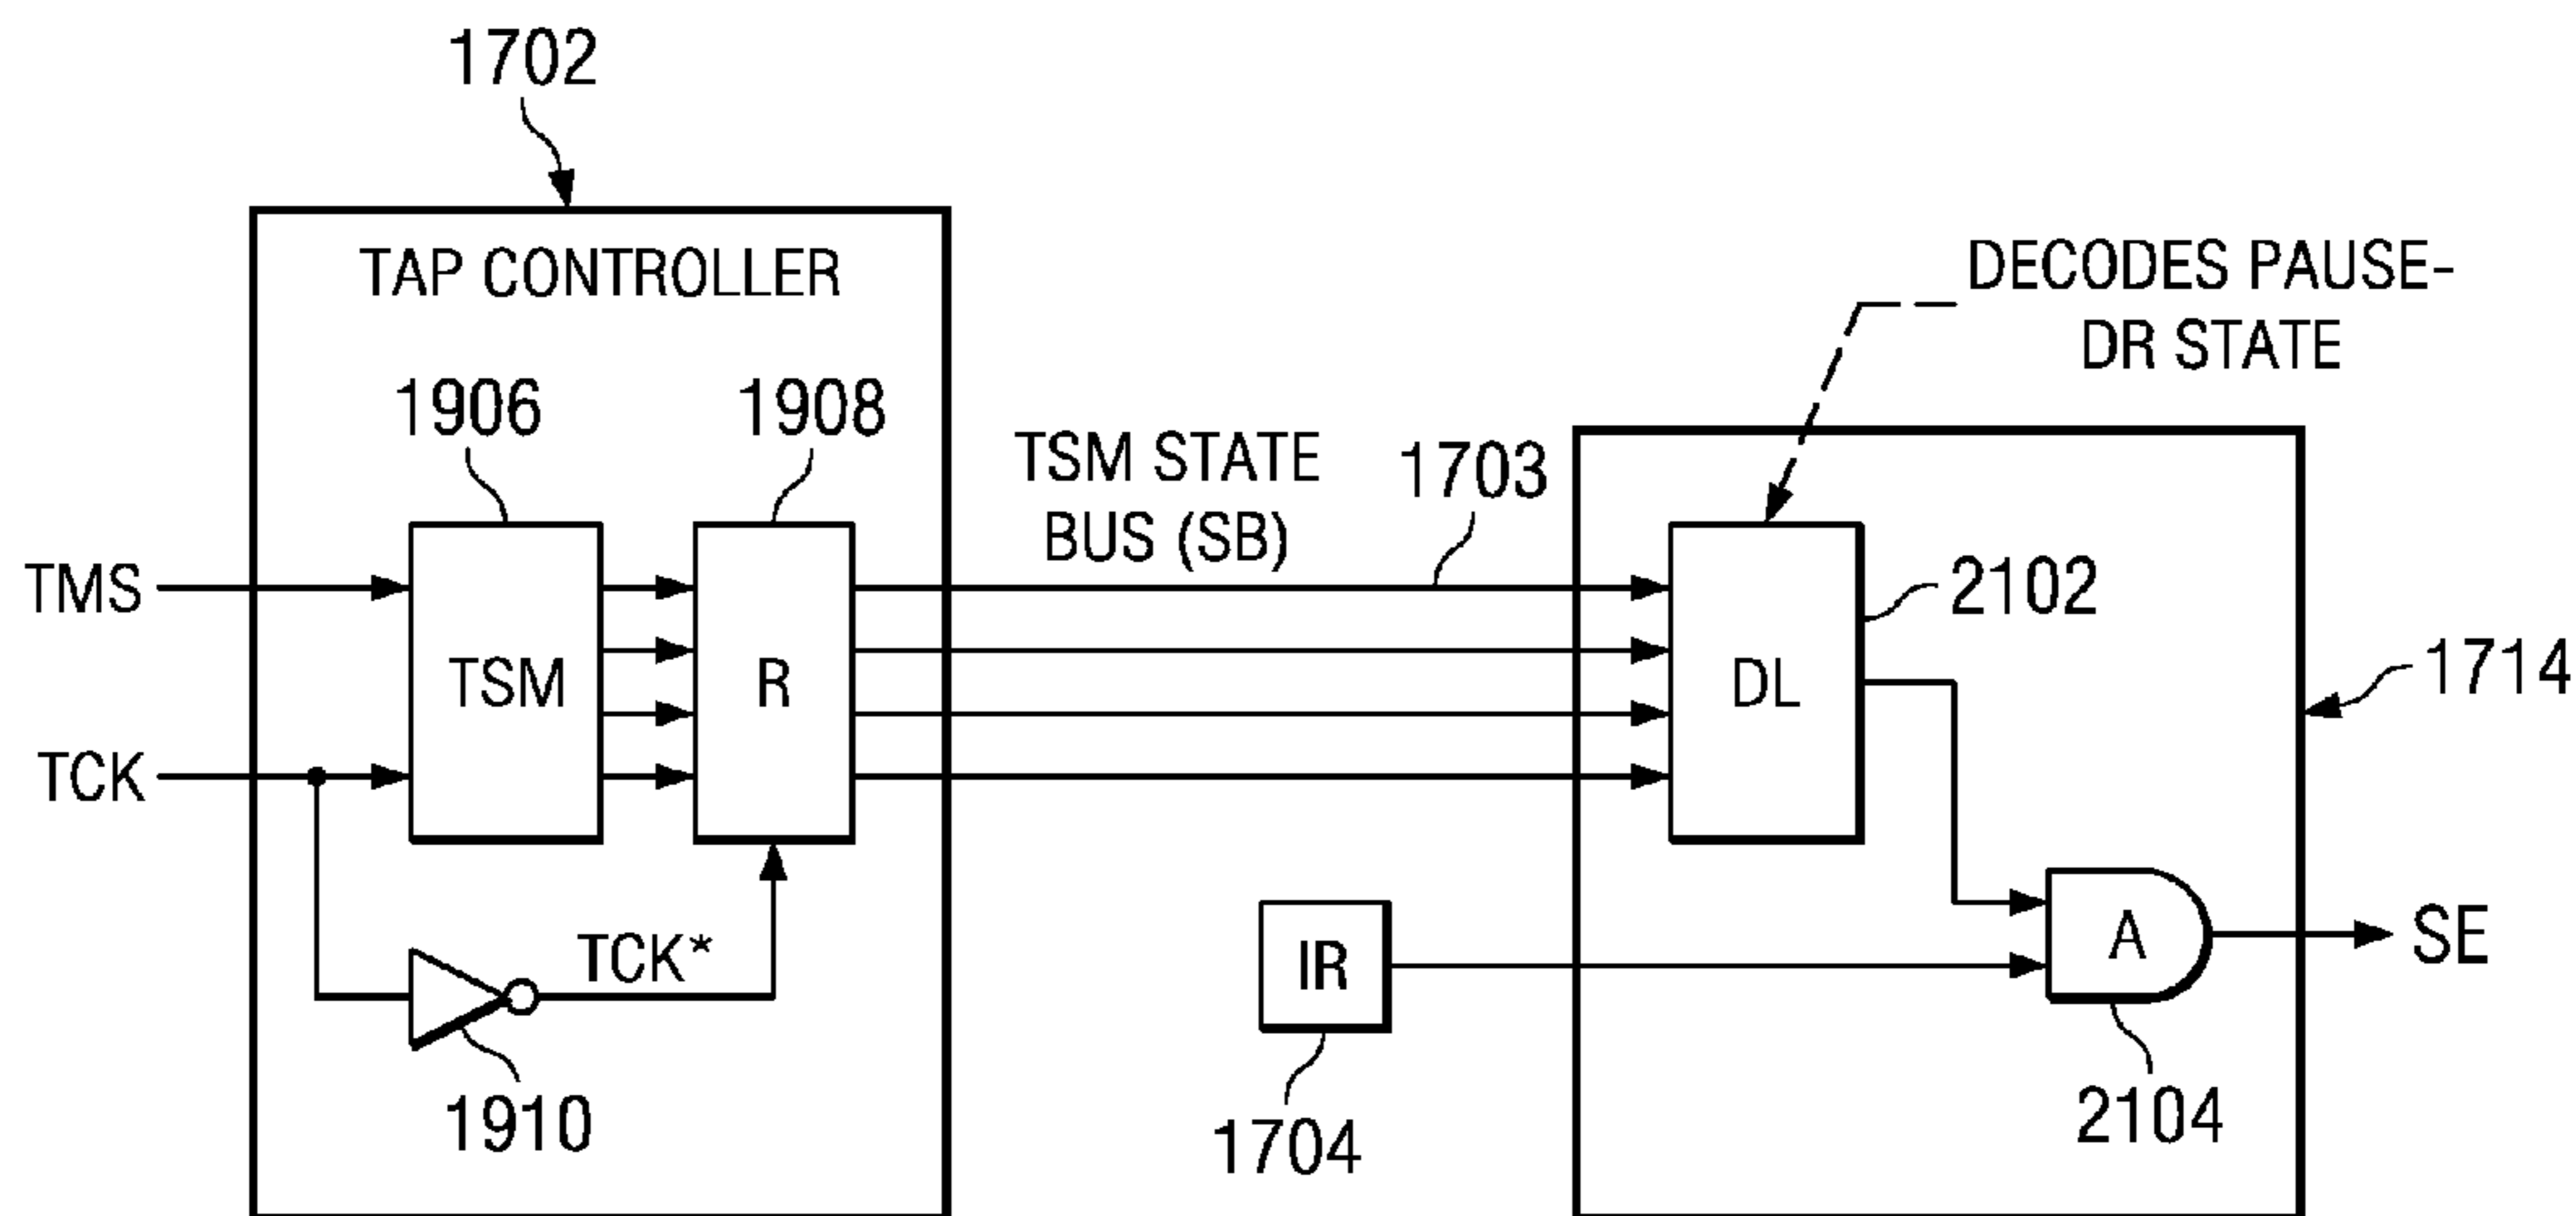 1702
TAP CONTROLLER
DECODES PAUSE-
DR STATE
1906
1908
TSM STATE
BUS (SB)
1703
TMS
TSM
R
DL
2102
1714
TCK
TCK*
IR
A
SE
1910
1704
2104